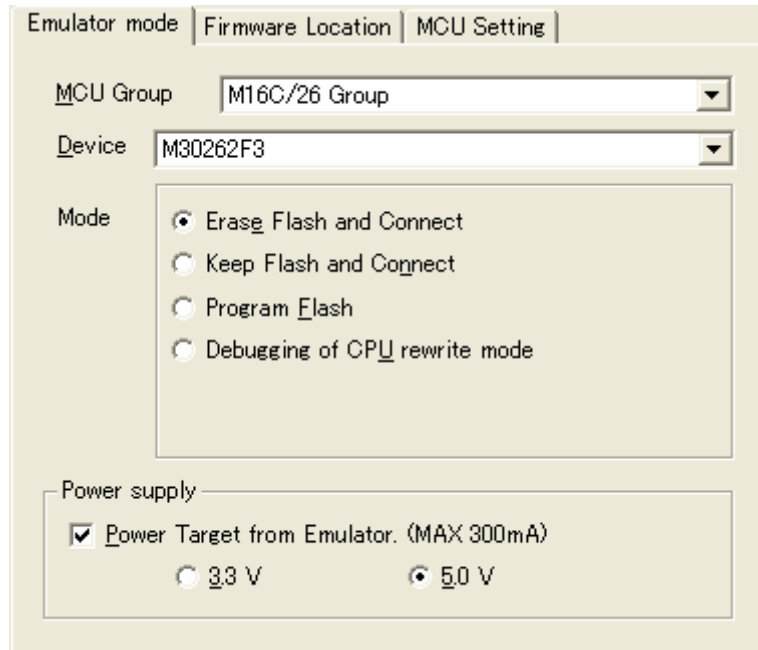 Emulator mode Firmware Location MCU Setting
MCU Group M16C/26 Group
Device M30262F3
Mode
Erase Flash and Connect
Keep Flash and Connect
Program Flash
Debugging of CPU rewrite mode
Power supply
Power Target from Emulator. (MAX 300mA)
3.3 V 5.0 V